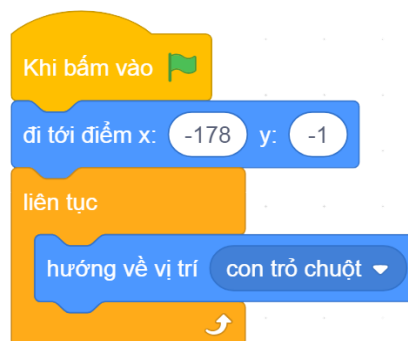 Khi bấm vào
đi tới điểm x: -178 y: -1
liên tục
hướng về vị trí con trỏ chuột